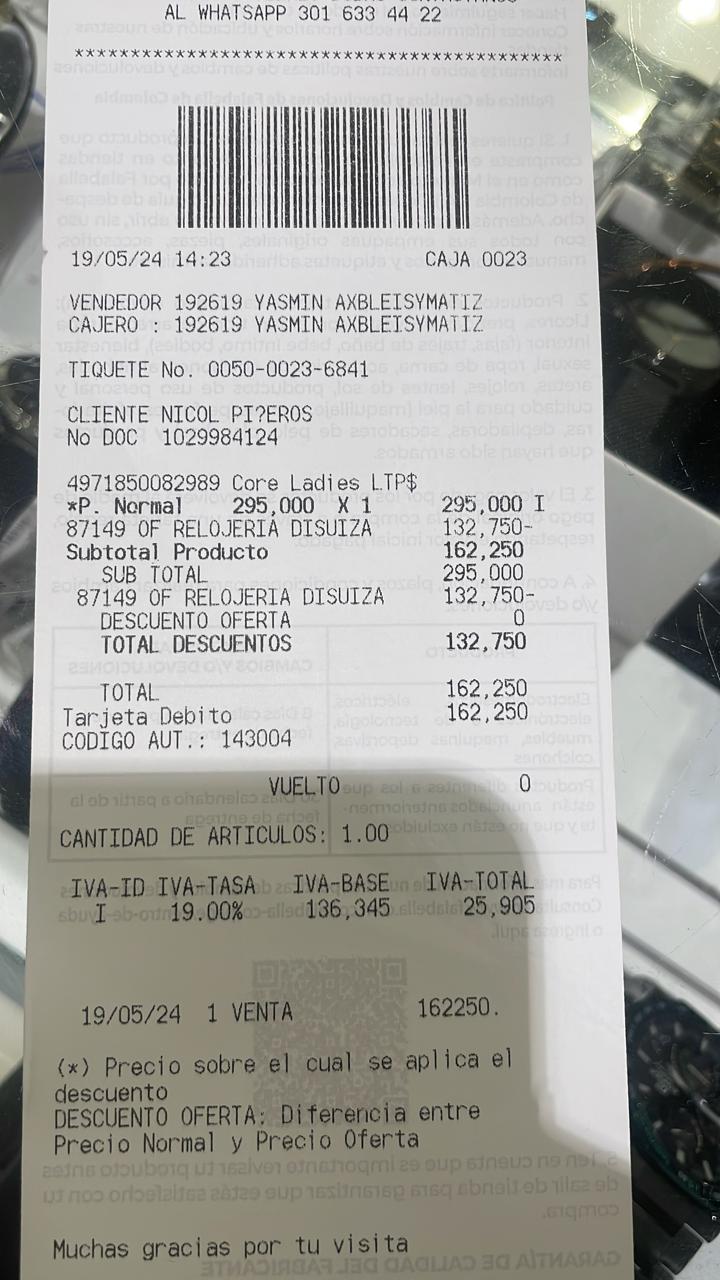 AL WHATSAPP 301 633 44 22
**********************************************
19/05/24 14:23 CAJA 0023
VENDEDOR 192619 YASMIN AXBLEISYMATIZ
CAJERO : 192619 YASMIN AXBLEISYMATIZ
TIQUETE No.: 0050-0023-6841
CLIENTE NICOL PI?EROS
No DOC 1029984124
4971850082989 Core Ladies LTP$
*P. Normal 295,000 X 1 295,000 I
87149 OF RELOJERIA DISUIZA 132,750-
Subtotal Producto 162,250
SUB TOTAL 295,000
87149 OF RELOJERIA DISUIZA 132,750-
DESCUENTO OFERTA 0
TOTAL DESCUENTOS 132,750
TOTAL 162,250
Tarjeta Debito 162,250
CODIGO AUT.: 143004
VUELTO 0
CANTIDAD DE ARTICULOS: 1.00
IVA-ID IVA-TASA IVA-BASE IVA-TOTAL
I 19.00% 136,345 25,905
19/05/24 1 VENTA 162250.
(*) Precio sobre el cual se aplica el
descuento
DESCUENTO OFERTA: Diferencia entre
Precio Normal y Precio Oferta
Muchas gracias por tu visita